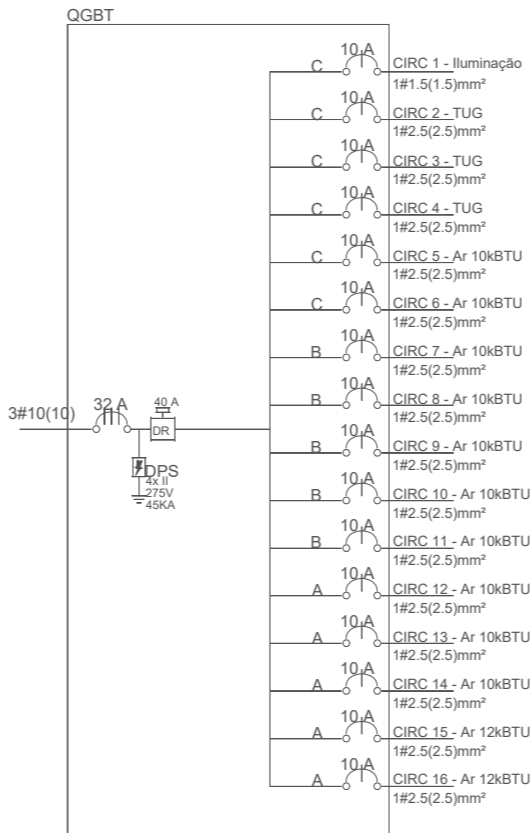 QGBT
10 A
C
CIRC 1 - Iluminação
1#1.5(1.5)mm²
10 A
C
CIRC 2 - TUG
1#2.5(2.5)mm²
10 A
C
CIRC 3 - TUG
1#2.5(2.5)mm²
10 A
C
CIRC 4 - TUG
1#2.5(2.5)mm²
10 A
C
CIRC 5 - Ar 10kBTU
1#2.5(2.5)mm²
10 A
C
CIRC 6 - Ar 10kBTU
1#2.5(2.5)mm²
10 A
B
CIRC 7 - Ar 10kBTU
1#2.5(2.5)mm²
10 A
B
CIRC 8 - Ar 10kBTU
1#2.5(2.5)mm²
3#10(10)
32 A
40 A
DR
DPS
4x II
275V
45KA
10 A
B
CIRC 9 - Ar 10kBTU
1#2.5(2.5)mm²
10 A
B
CIRC 10 - Ar 10kBTU
1#2.5(2.5)mm²
10 A
B
CIRC 11 - Ar 10kBTU
1#2.5(2.5)mm²
10 A
A
CIRC 12 - Ar 10kBTU
1#2.5(2.5)mm²
10 A
A
CIRC 13 - Ar 10kBTU
1#2.5(2.5)mm²
10 A
A
CIRC 14 - Ar 10kBTU
1#2.5(2.5)mm²
10 A
A
CIRC 15 - Ar 12kBTU
1#2.5(2.5)mm²
10 A
A
CIRC 16 - Ar 12kBTU
1#2.5(2.5)mm²